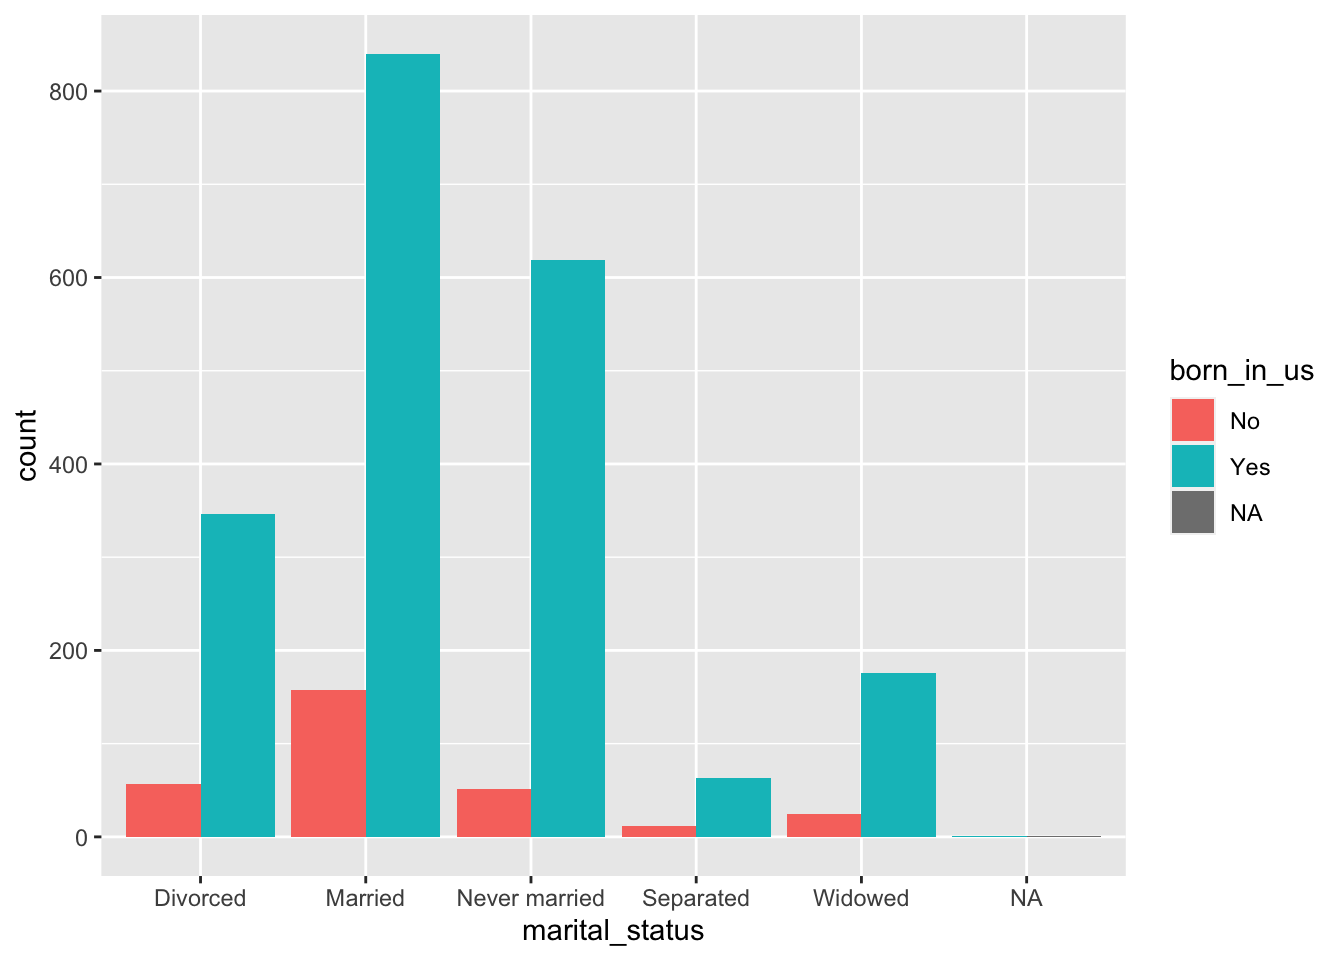 800
600
400
200
0
count
Divorced
Married
Never married
Separated
Widowed
NA
marital_status
born_in_us
No
Yes
NA